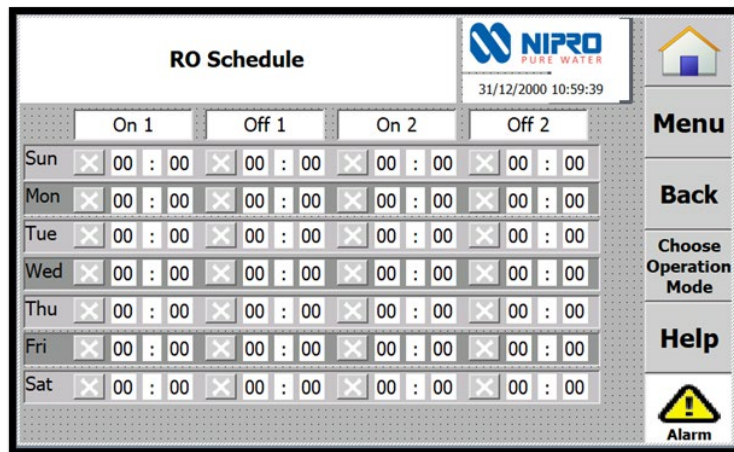 RO Schedule
NIPRO
PURE WATER
31/12/2000 10:59:39
On 1 Off 1 On 2 Off 2
Sun 00 : 00 00 : 00 00 : 00 00 : 00
Mon 00 : 00 00 : 00 00 : 00 00 : 00
Tue 00 : 00 00 : 00 00 : 00 00 : 00
Wed 00 : 00 00 : 00 00 : 00 00 : 00
Thu 00 : 00 00 : 00 00 : 00 00 : 00
Fri 00 : 00 00 : 00 00 : 00 00 : 00
Sat 00 : 00 00 : 00 00 : 00 00 : 00
Menu
Back
Choose
Operation
Mode
Help
Alarm